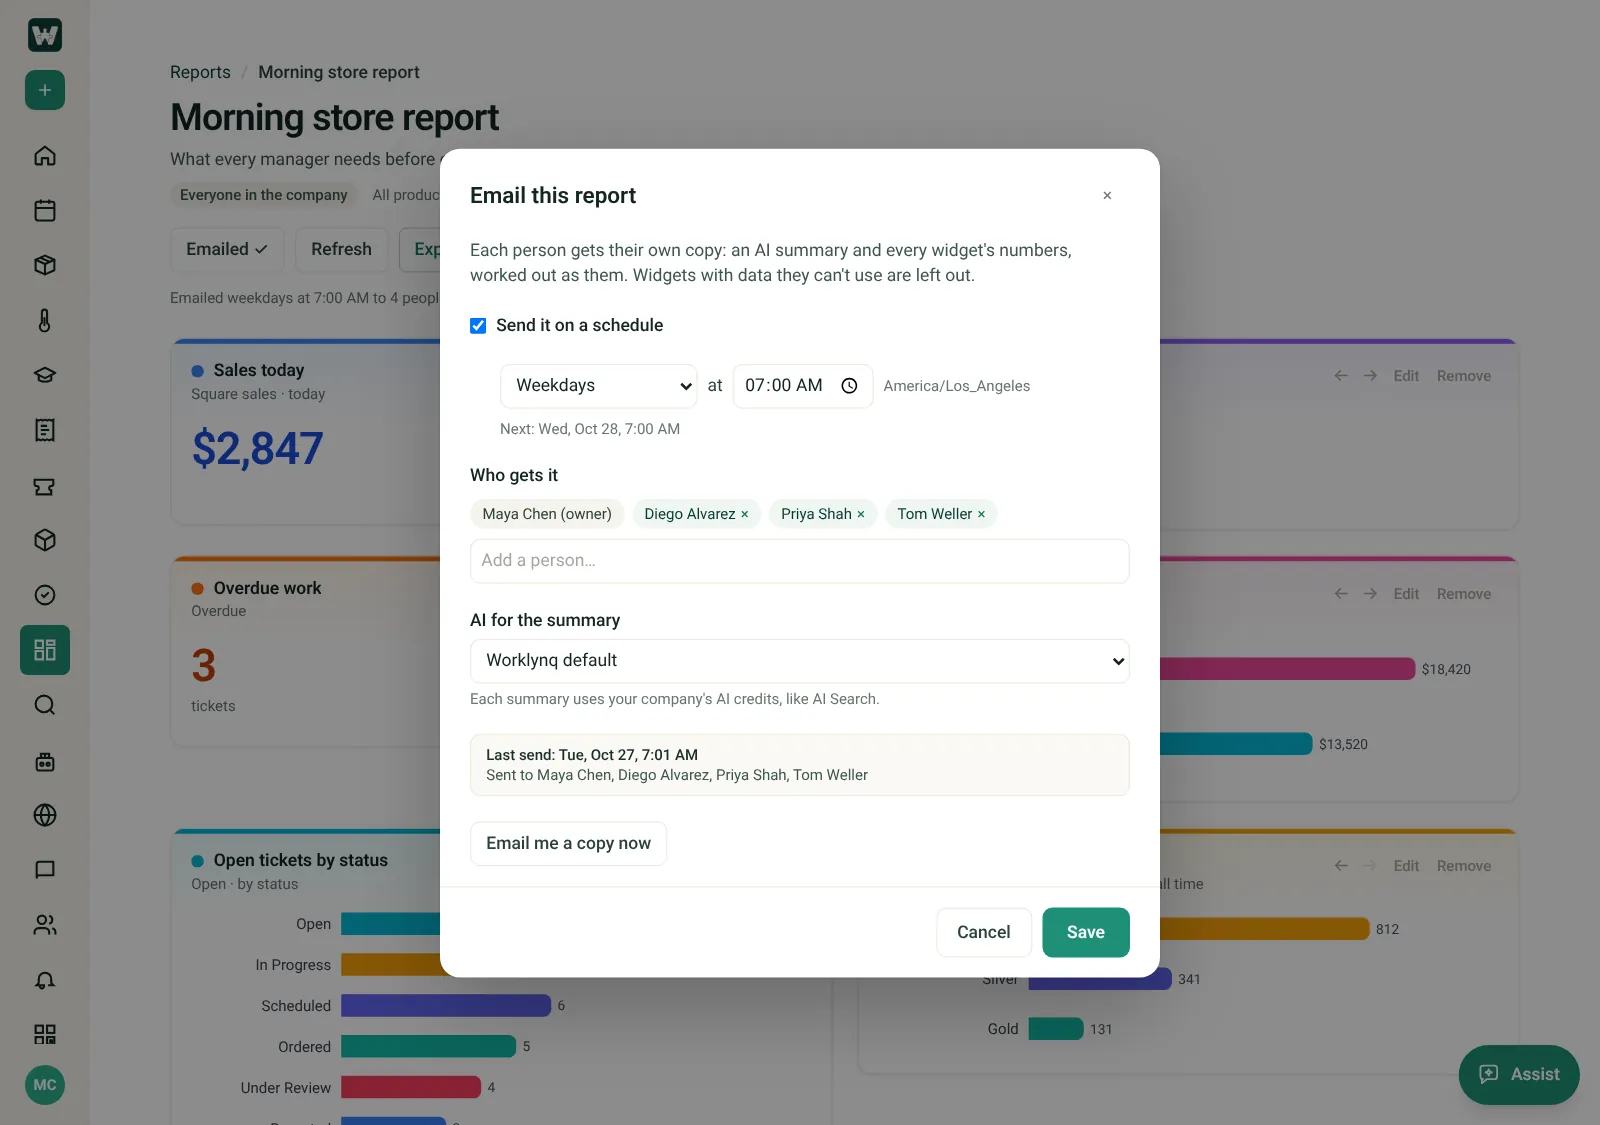 W
Reports / Morning store report
Morning store report
What every manager needs before
Everyone in the company
All produc
Emailed ✓
Refresh
Exp
Emailed weekdays at 7:00 AM to 4 peopl
Email this report
×
Each person gets their own copy: an AI summary and every widget's numbers,
worked out as them. Widgets with data they can't use are left out.
Send it on a schedule
Weekdays
at
07:00 AM
America/Los_Angeles
Next: Wed, Oct 28, 7:00 AM
Who gets it
Maya Chen (owner)
Diego Alvarez ×
Priya Shah ×
Tom Weller ×
Add a person...
AI for the summary
Worklynq default
Each summary uses your company's AI credits, like AI Search.
Last send: Tue, Oct 27, 7:01 AM
Sent to Maya Chen, Diego Alvarez, Priya Shah, Tom Weller
Email me a copy now
Cancel
Save
Sales today
Square sales · today
$2,847
← → Edit Remove
Overdue work
Overdue
3
tickets
← → Edit Remove
$18,420
$13,520
Open tickets by status
Open · by status
Open
In Progress
Scheduled 6
Ordered 5
Under Review 4
← → Edit Remove
all time
812
Silver 341
Gold 131
MC
Assist